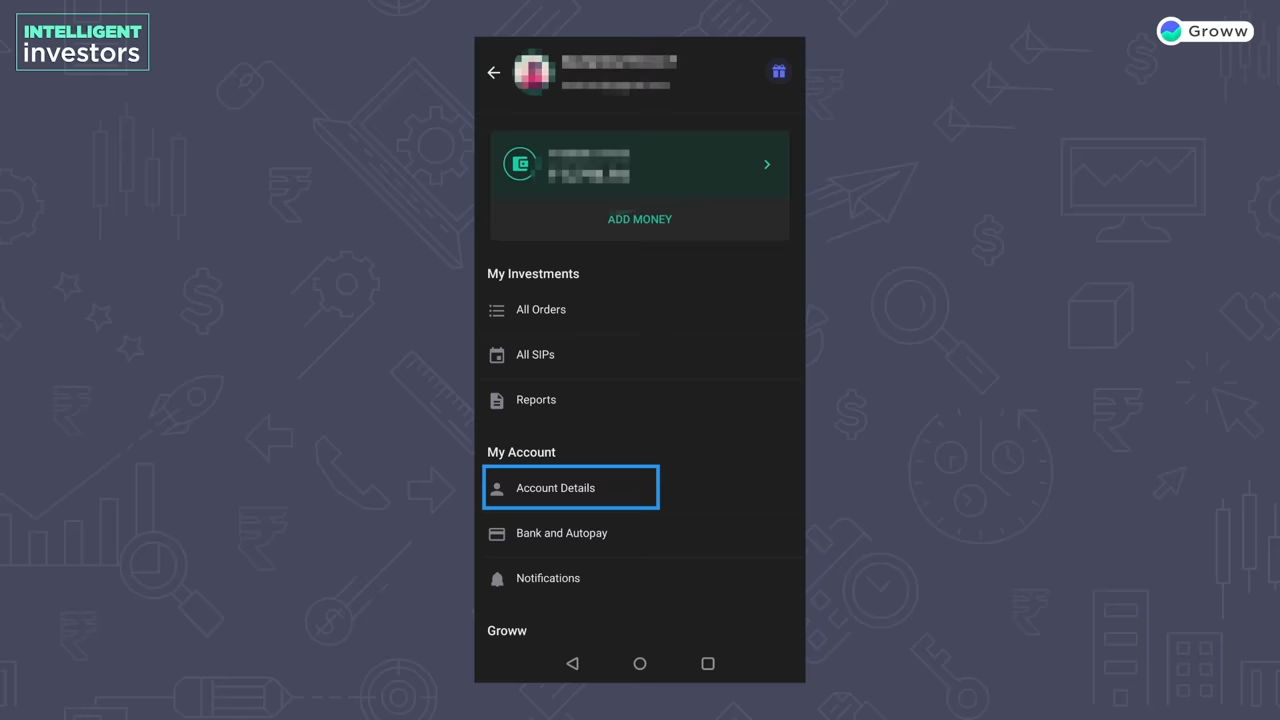 INTELLIGENT
investors
Groww
ADD MONEY
My Investments
All Orders
All SIPs
Reports
My Account
Account Details
Bank and Autopay
Notifications
Groww